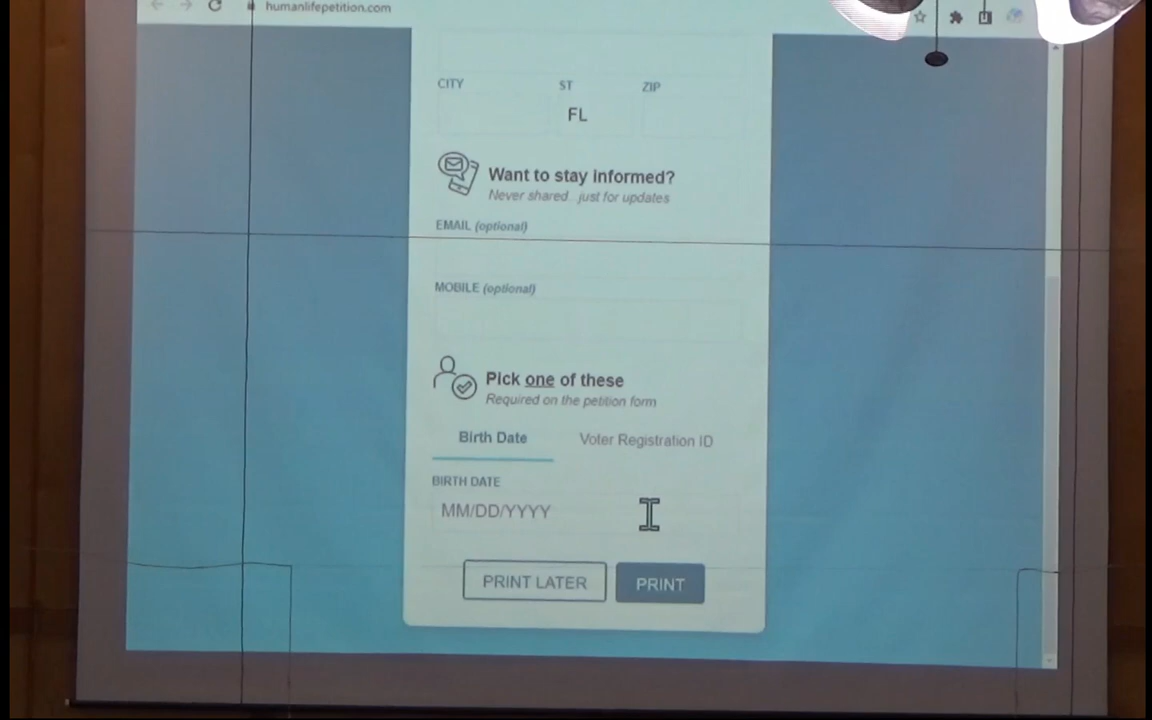 humanlifepetition.com
CITY ST ZIP
FL
Want to stay informed?
Never shared...just for updates
EMAIL (optional)
MOBILE (optional)
Pick one of these
Required on the petition form
Birth Date Voter Registration ID
BIRTH DATE
MM/DD/YYYY
PRINT LATER PRINT